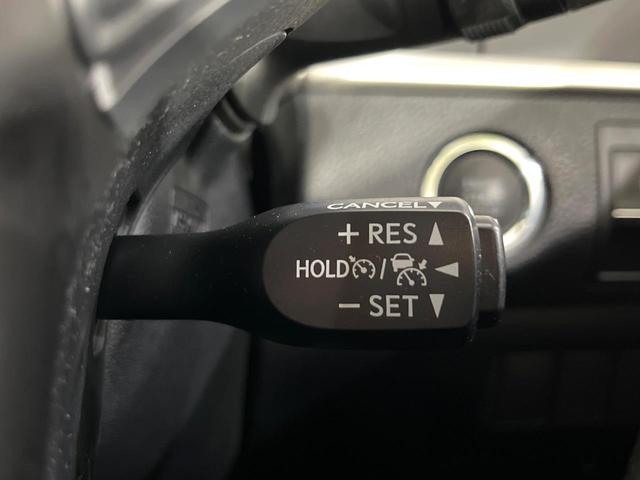 CANCEL▼
+ RES ▲
HOLD / ◀
− SET ▼